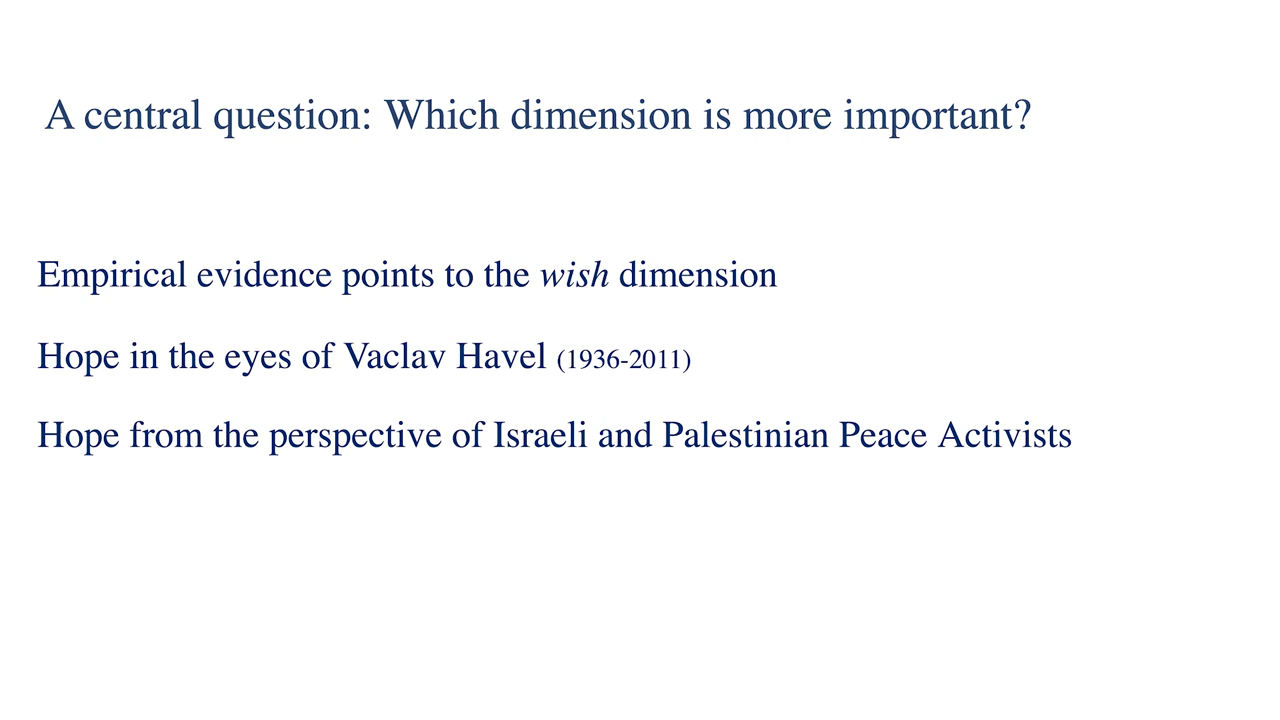 A central question: Which dimension is more important?
Empirical evidence points to the wish dimension
Hope in the eyes of Vaclav Havel (1936-2011)
Hope from the perspective of Israeli and Palestinian Peace Activists